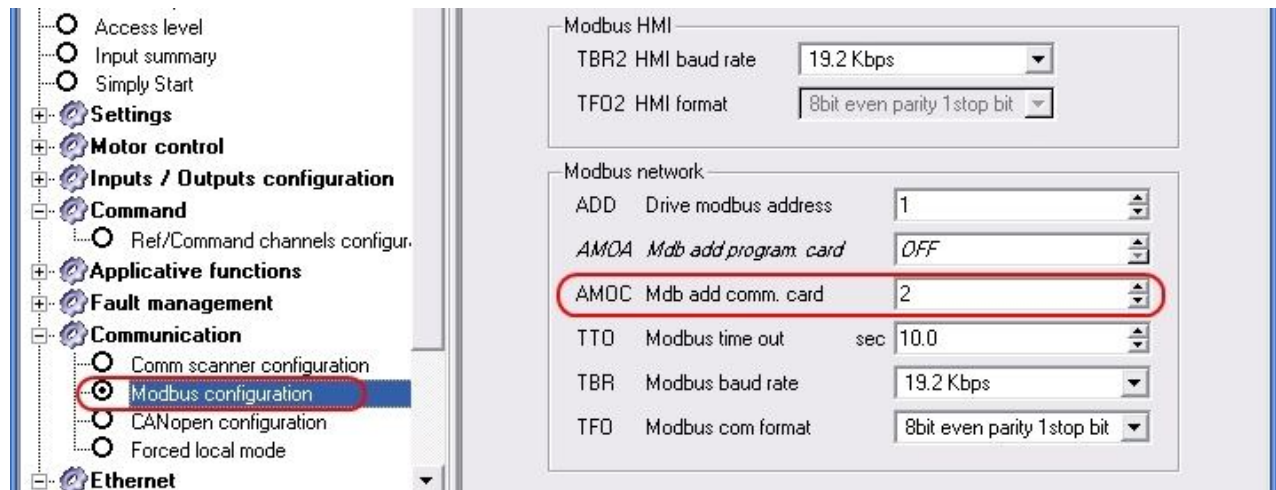 Access level
Input summary
Simply Start
Settings
Motor control
Inputs / Outputs configuration
Command
Ref/Command channels configur
Applicative functions
Fault management
Communication
Comm scanner configuration
Modbus configuration
CANopen configuration
Forced local mode
Ethernet
Modbus HMI
TBR2 HMI baud rate 19.2 Kbps
TFO2 HMI format 8bit even parity 1stop bit
Modbus network
ADD Drive modbus address 1
AMOA Mdb add program. card OFF
AMOC Mdb add comm. card 2
TTO Modbus time out sec 10.0
TBR Modbus baud rate 19.2 Kbps
TFO Modbus com format 8bit even parity 1stop bit